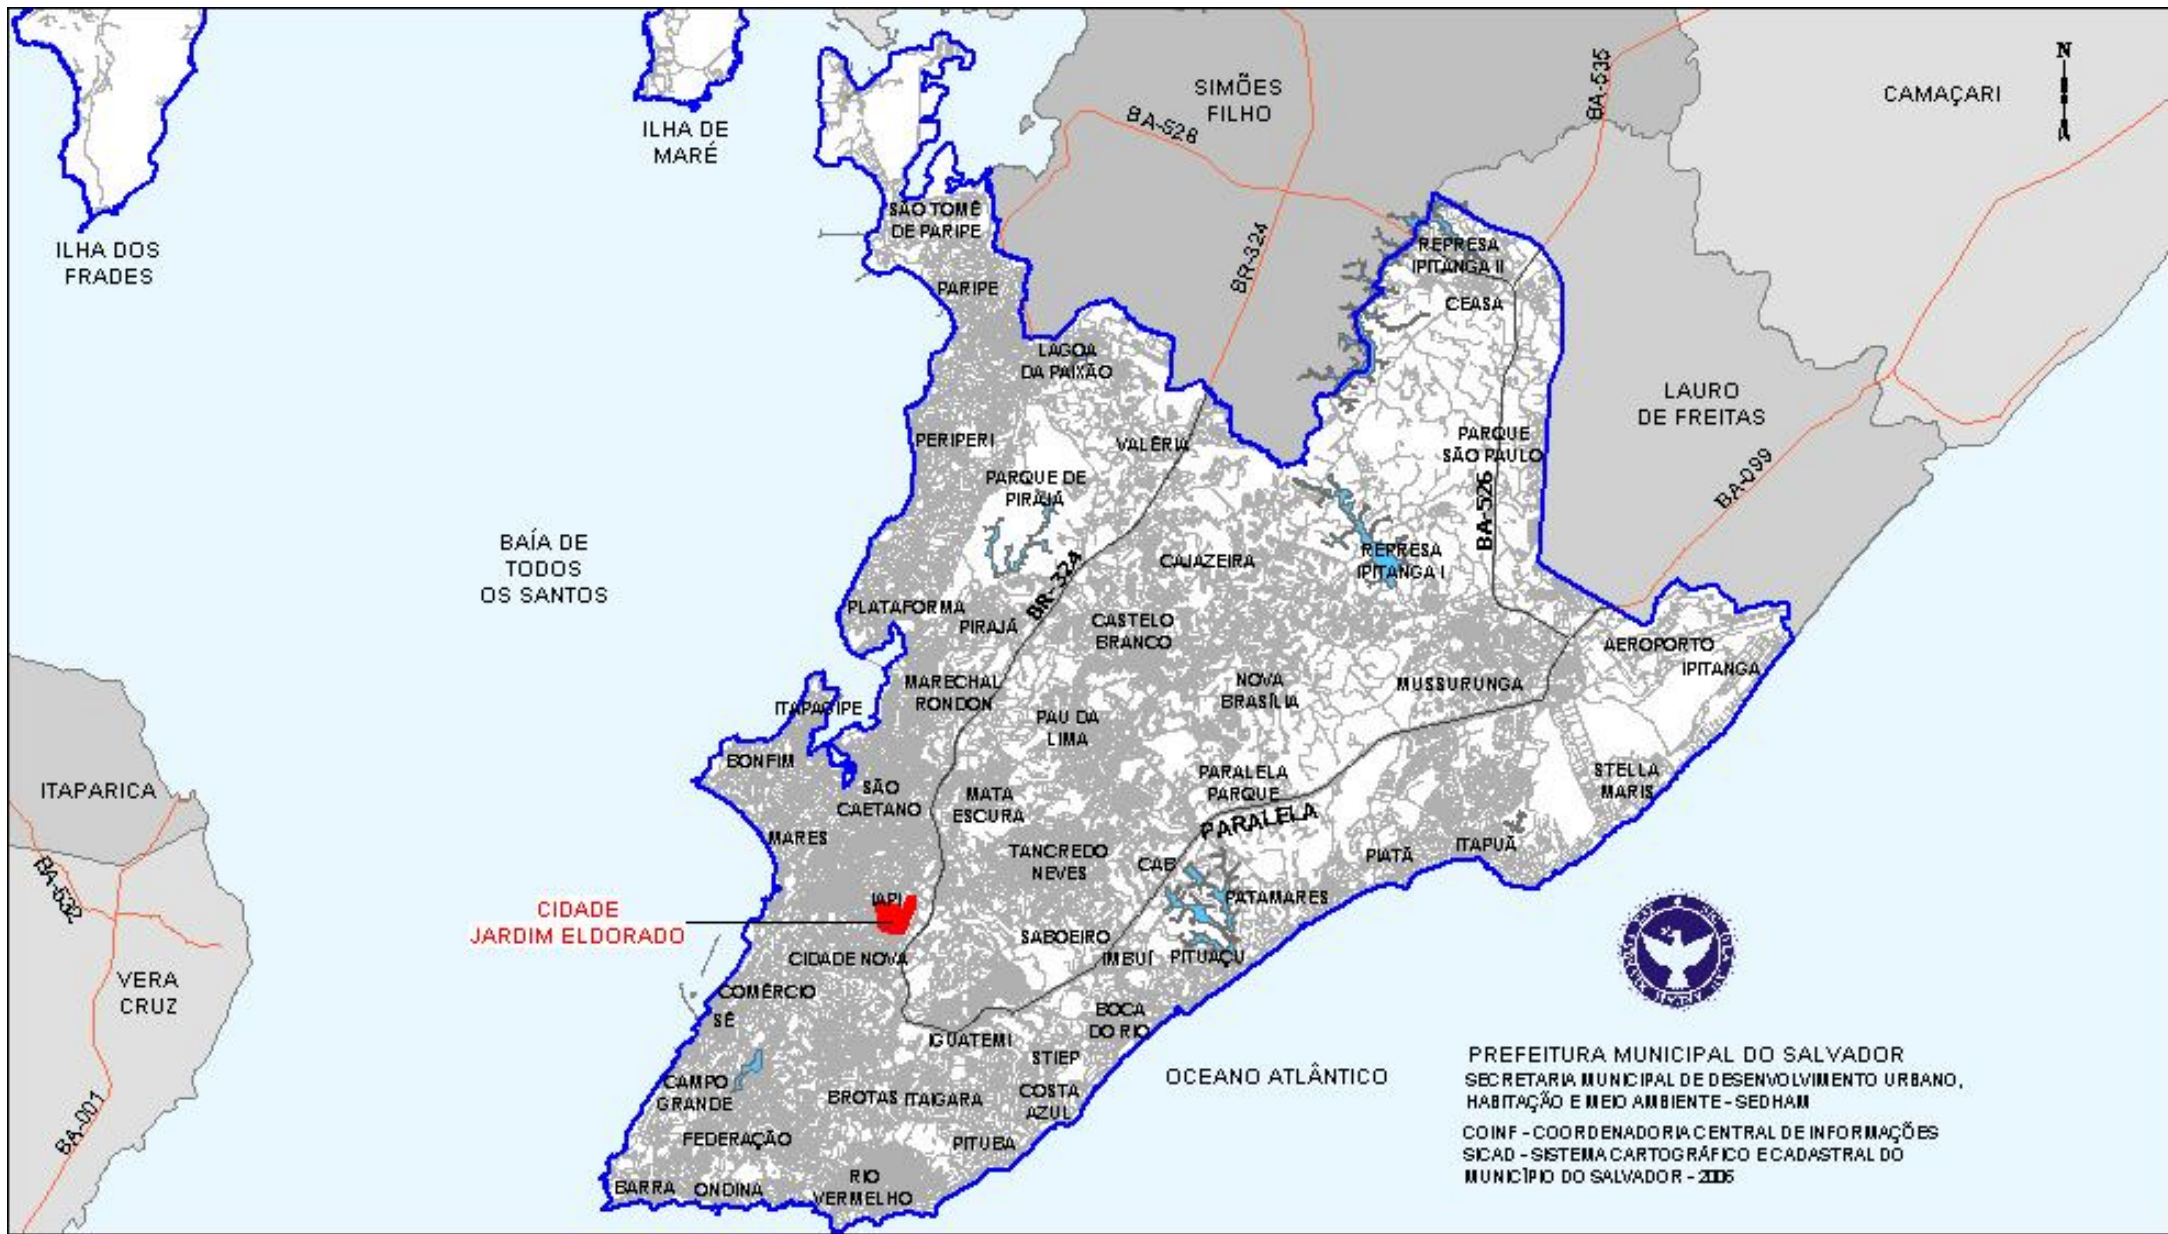 N
SIMÕES
FILHO
BA-535
CAMAÇARI
BA-528
ILHA DE
MARÉ
SÃO TOMÉ
DE PARIPE
ILHA DOS
FRADES
BR-324
REPRESA
IPITANGA II
PARIPE
CEASA
LAGOA
DA PAIXÃO
LAURO
DE FREITAS
PERIPERI
VALÉRIA
PARQUE
SÃO PAULO
PARQUE DE
PIRAJÁ
BA-099
BA-526
BAÍA DE
TODOS
OS SANTOS
CAJAZEIRA
REPRESA
IPITANGA I
BR-324
PLATAFORMA
PIRAJÁ
CASTELO
BRANCO
AEROPORTO
IPITANGA
MARECHAL
RONDON
NOVA
BRASÍLIA
MUSSURUNGA
ITAPAGIPE
PAU DA
LIMA
BONFIM
PARALELA
PARQUE
STELLA
MARIS
ITAPARICA
SÃO
CAETANO
MATA
ESCURA
PARALELA
MARES
ITAPUÃ
TANCREDO
NEVES
CAB
PIATÃ
BA-532
IAPI
PATAMARES
CIDADE
JARDIM ELDORADO
SABOEIRO
CIDADE NOVA
IMBUÍ
PITUAÇU
VERA
CRUZ
COMÉRCIO
SÉ
BOCA
DO RIO
IGUATEMI
STIEP
OCEANO ATLÂNTICO
CAMPO
GRANDE
BROTAS
ITAIGARA
COSTA
AZUL
BA-001
FEDERAÇÃO
PITUBA
BARRA
ONDINA
RIO
VERMELHO
PREFEITURA MUNICIPAL DO SALVADOR
SECRETARIA MUNICIPAL DE DESENVOLVIMENTO URBANO,
HABITAÇÃO E MEIO AMBIENTE - SEDHAM
COINF - COORDENADORIA CENTRAL DE INFORMAÇÕES
SICAD - SISTEMA CARTOGRÁFICO E CADASTRAL DO
MUNICÍPIO DO SALVADOR - 2006